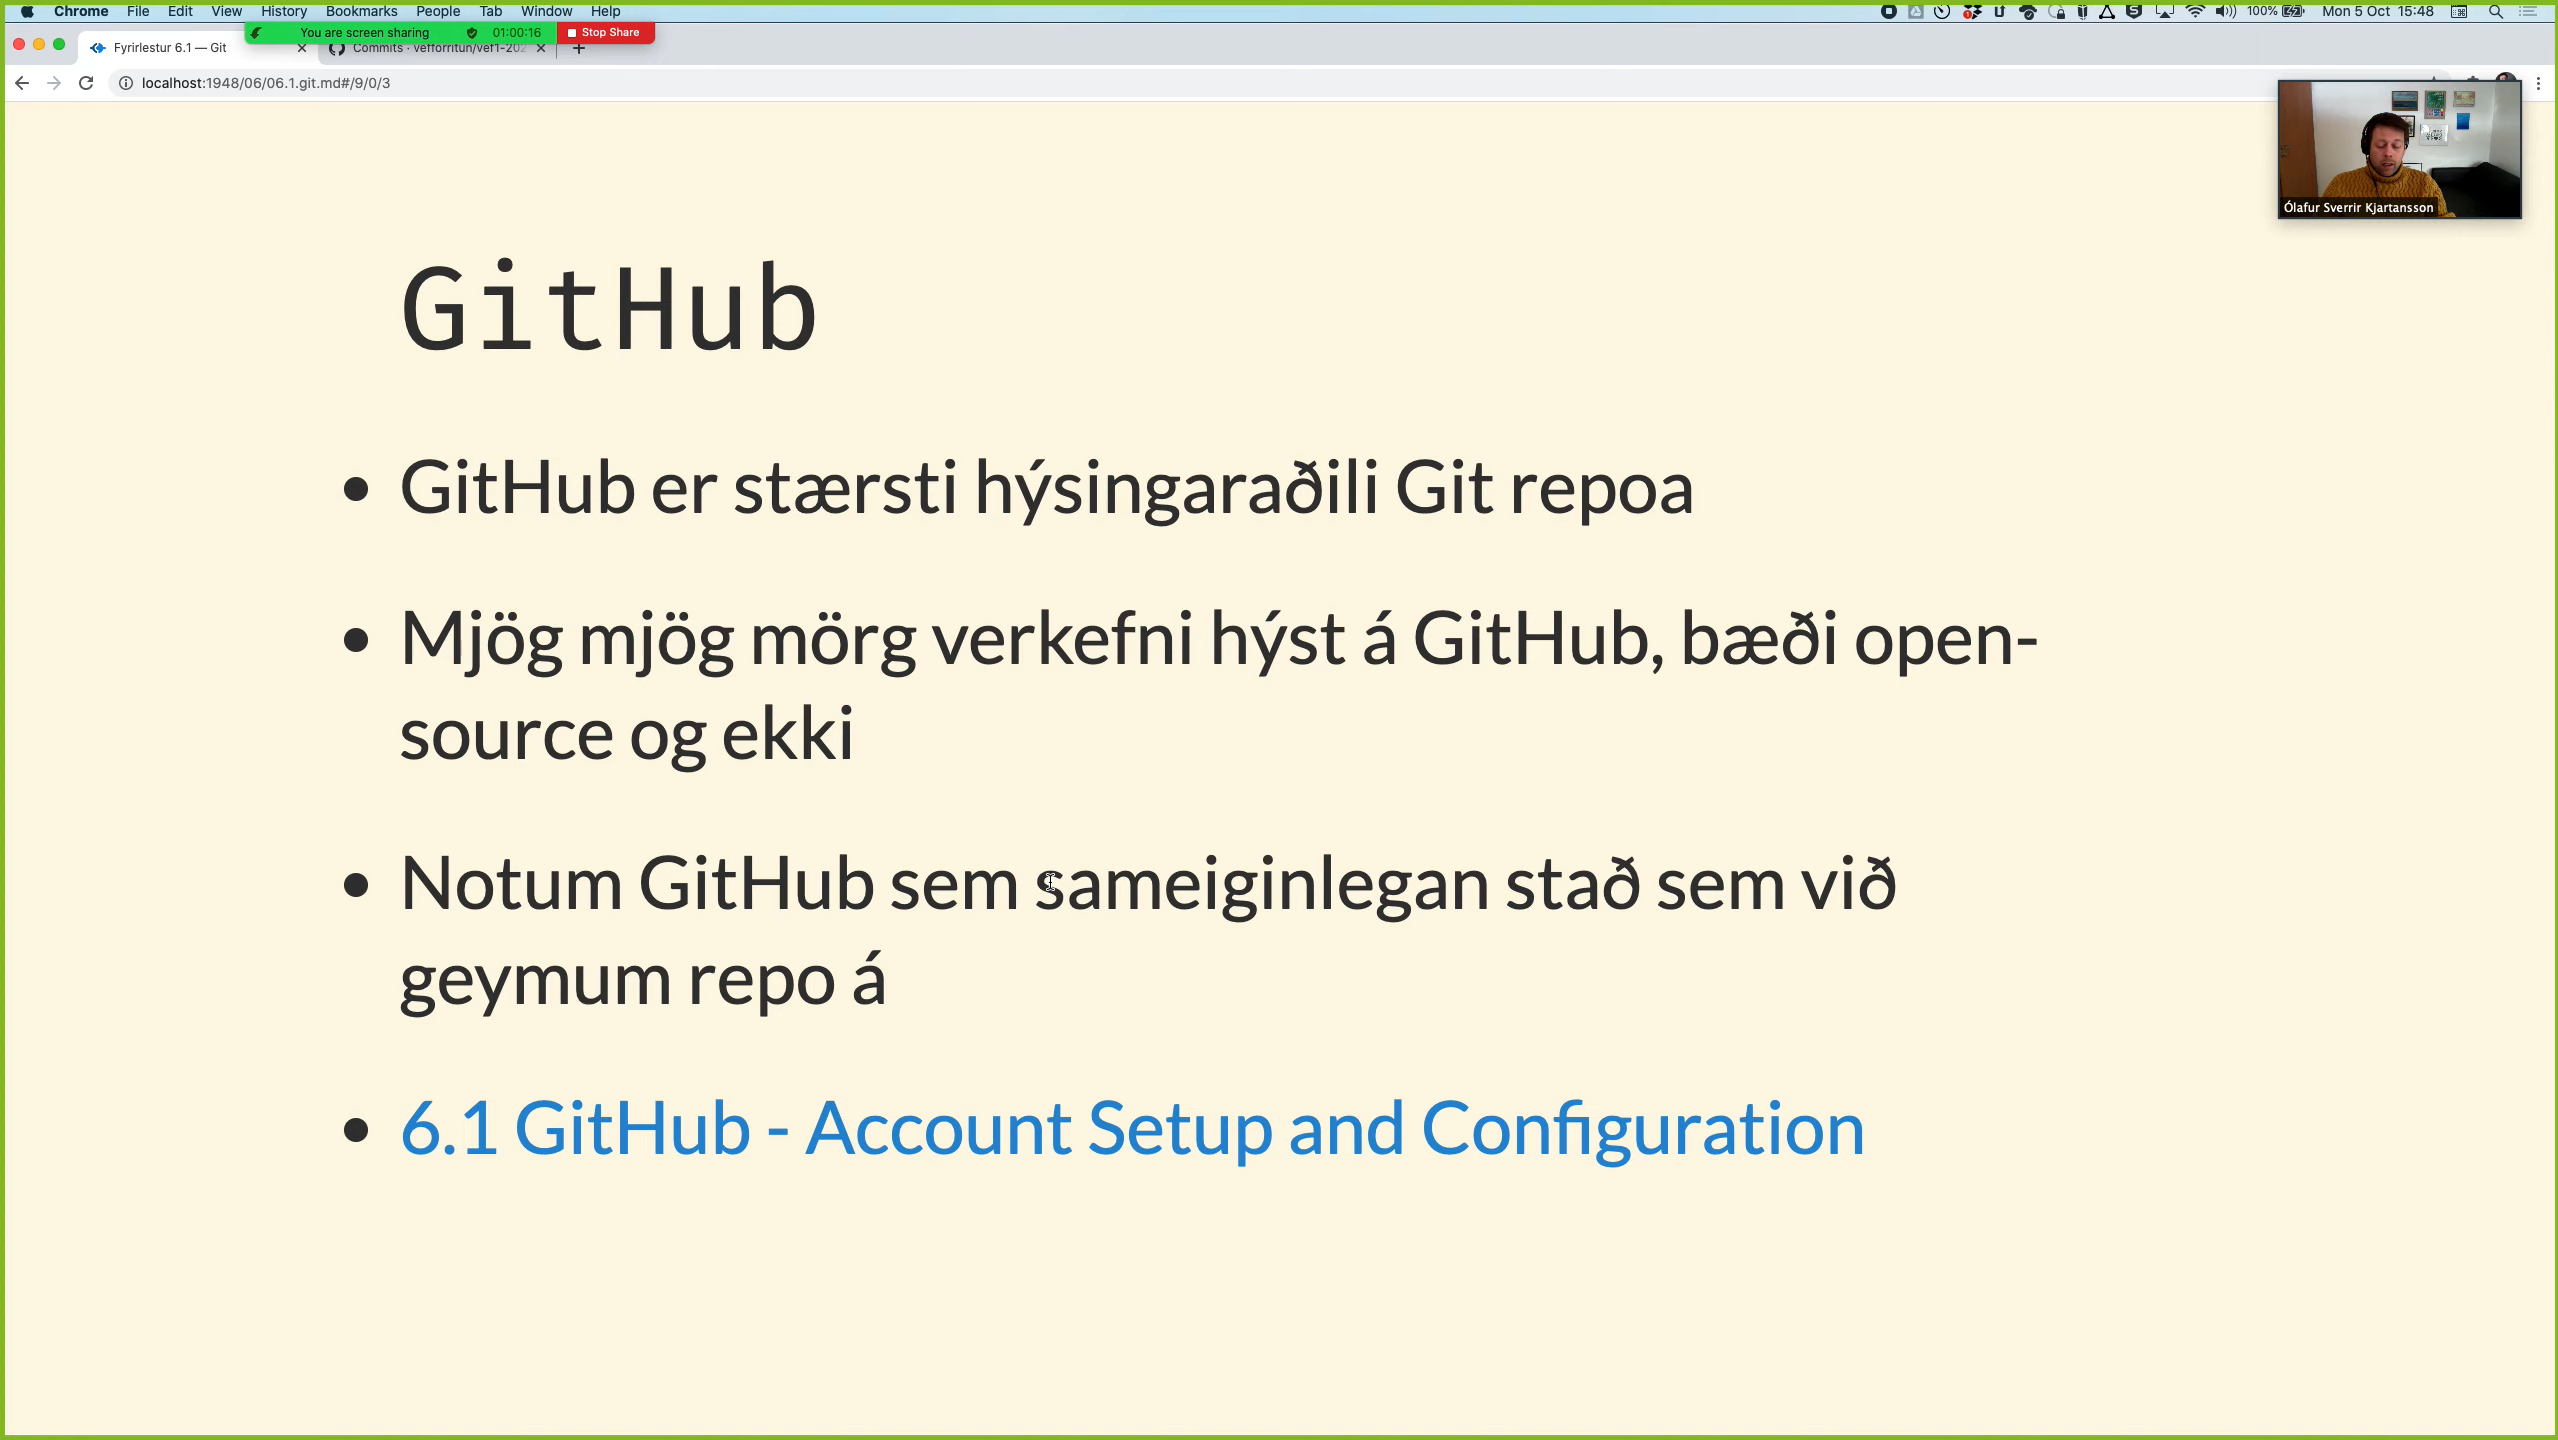 Chrome File Edit View History Bookmarks People Tab Window Help
100% Mon 5 Oct 15:48
You are screen sharing 01:00:16 Stop Share
Fyrirlestur 6.1 — Git
Commits · vefforritun/vef1-202
localhost:1948/06/06.1.git.md#/9/0/3
Ólafur Sverrir Kjartansson
GitHub
• GitHub er stærsti hýsingaraðili Git repoa
• Mjög mjög mörg verkefni hýst á GitHub, bæði open-
source og ekki
• Notum GitHub sem sameiginlegan stað sem við
geymum repo á
• 6.1 GitHub - Account Setup and Configuration